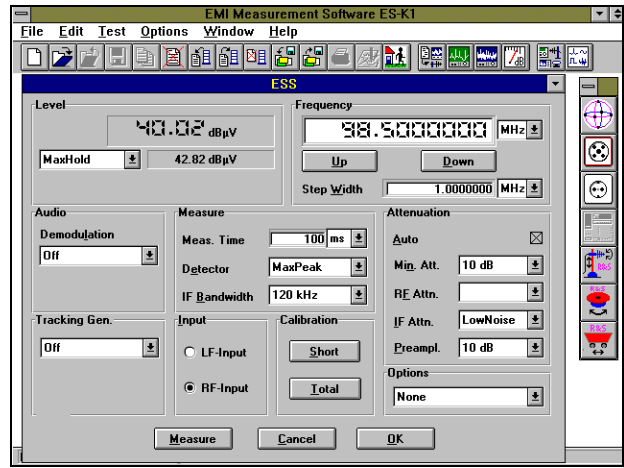 EMI Measurement Software ES-K1
File Edit Test Options Window Help
ESS
Level
40.02 dBµV
MaxHold 42.82 dBµV
Frequency
98.5000000 MHz
Up Down
Step Width 1.0000000 MHz
Audio
Demodulation
Off
Measure
Meas. Time 100 ms
Detector MaxPeak
IF Bandwidth 120 kHz
Attenuation
Auto
Min. Att. 10 dB
RF Attn.
IF Attn. LowNoise
Preampl. 10 dB
Tracking Gen.
Off
Input
LF-Input
RF-Input
Calibration
Short
Total
Options
None
Measure Cancel OK
R&S
R&S
R&S